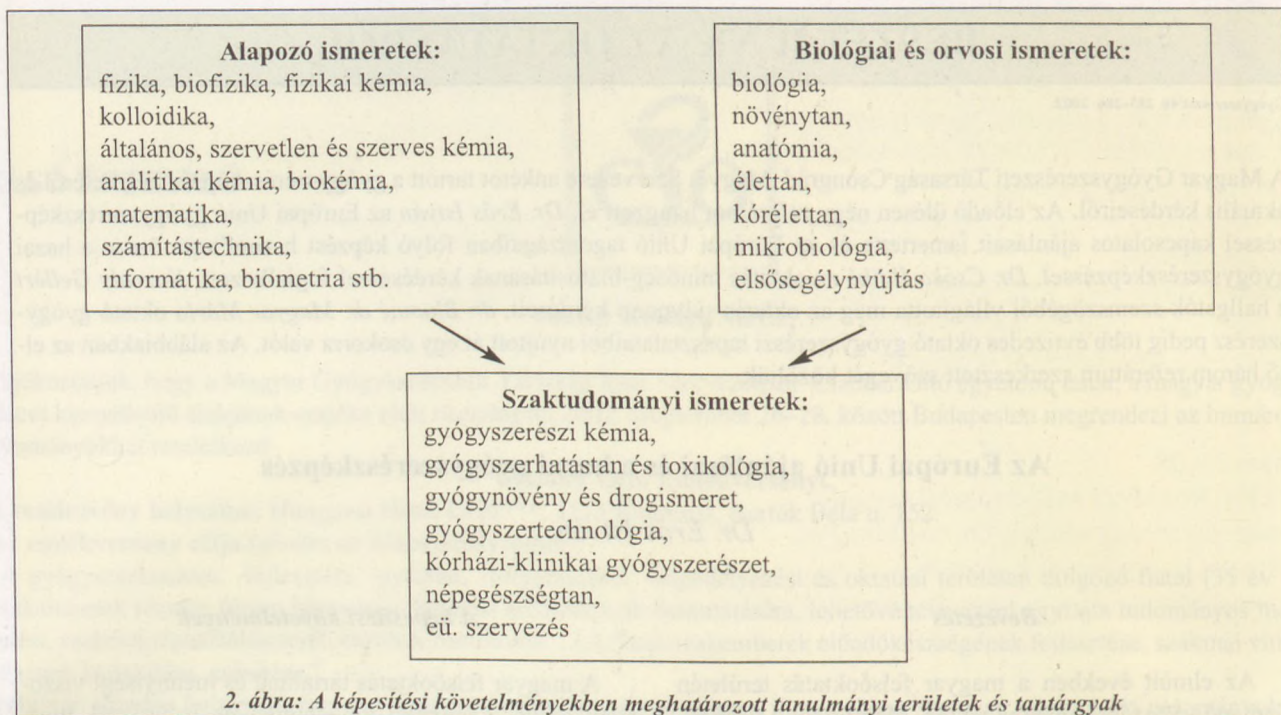 Alapozó ismeretek:
fizika, biofizika, fizikai kémia,
kolloidika,
általános, szervetlen és szerves kémia,
analitikai kémia, biokémia,
matematika,
számítástechnika,
informatika, biometria stb.
Biológiai és orvosi ismeretek:
biológia,
növénytan,
anatómia,
élettan,
kórélettan,
mikrobiológia,
elsősegélynyújtás
Szaktudományi ismeretek:
gyógyszerészi kémia,
gyógyszerhatástan és toxikológia,
gyógynövény és drogismeret,
gyógyszertechnológia,
kórházi-klinikai gyógyszerészet,
népegészségtan,
eü. szervezés
2. ábra: A képesítési követelményekben meghatározott tanulmányi területek és tantárgyak